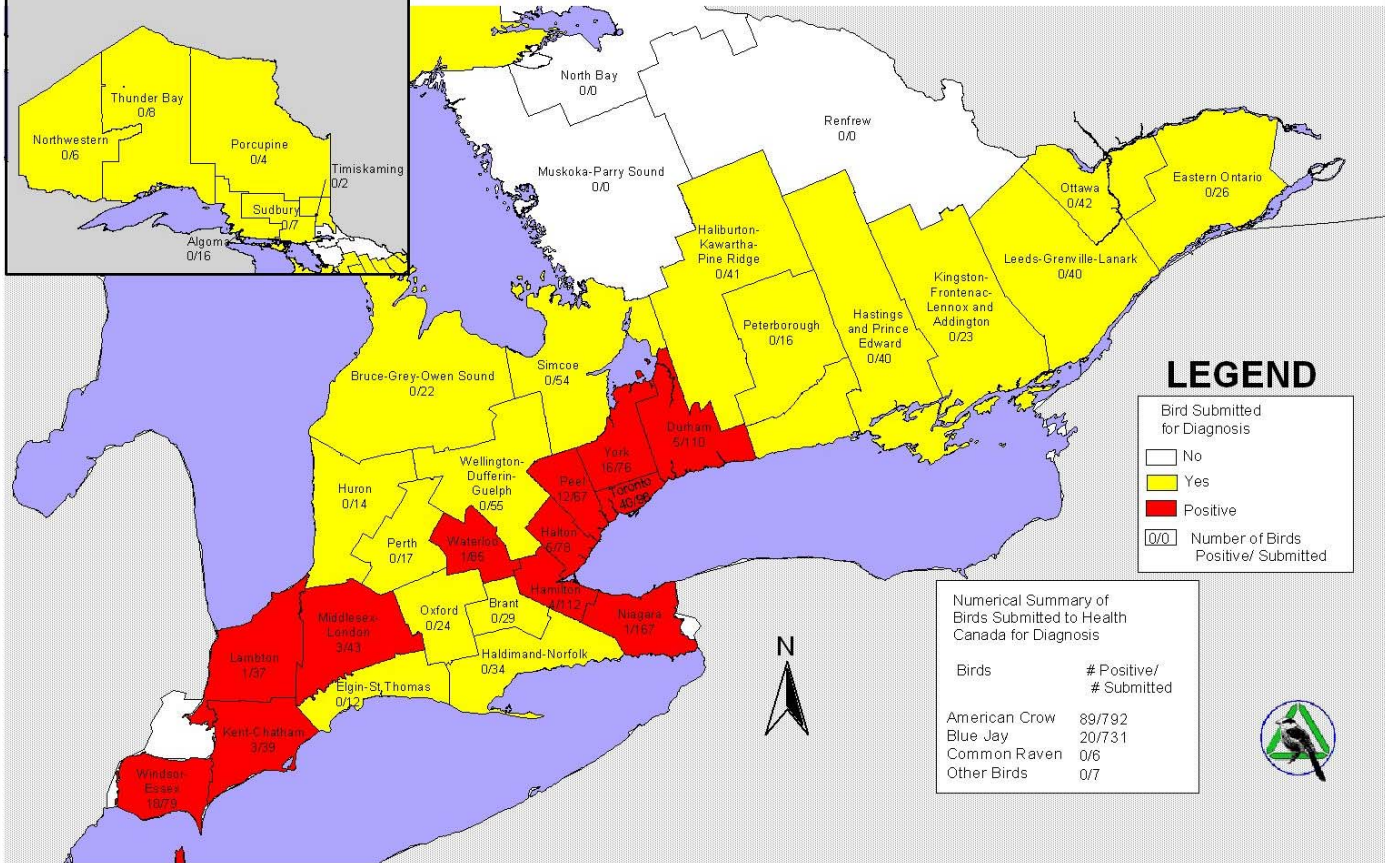 Thunder Bay
0/8
Northwestern
0/6
Porcupine
0/4
Timiskaming
0/2
Sudbury
0/7
Algoma
0/16
North Bay
0/0
Renfrew
0/0
Muskoka-Parry Sound
0/0
Ottawa
0/42
Eastern Ontario
0/26
Haliburton-
Kawartha-
Pine Ridge
0/41
Leeds-Grenville-Lanark
0/40
Kingston-
Frontenac-
Lennox and
Addington
0/23
Peterborough
0/16
Hastings
and Prince
Edward
0/40
Simcoe
0/54
Bruce-Grey-Owen Sound
0/22
Durham
5/110
York
16/76
Toronto
40/96
Peel
12/67
Wellington-
Dufferin-
Guelph
0/55
Huron
0/14
Halton
5/78
Perth
0/17
Waterloo
1/85
Hamilton
4/112
Niagara
1/167
Brant
0/29
Oxford
0/24
Middlesex-
London
3/43
Haldimand-Norfolk
0/34
Lambton
1/37
Elgin-St.Thomas
0/12
Kent-Chatham
3/39
Windsor-
Essex
18/79
N
LEGEND
Bird Submitted
for Diagnosis
No
Yes
Positive
0/0 Number of Birds
Positive/ Submitted
Numerical Summary of
Birds Submitted to Health
Canada for Diagnosis
Birds # Positive/
# Submitted
American Crow 89/792
Blue Jay 20/731
Common Raven 0/6
Other Birds 0/7